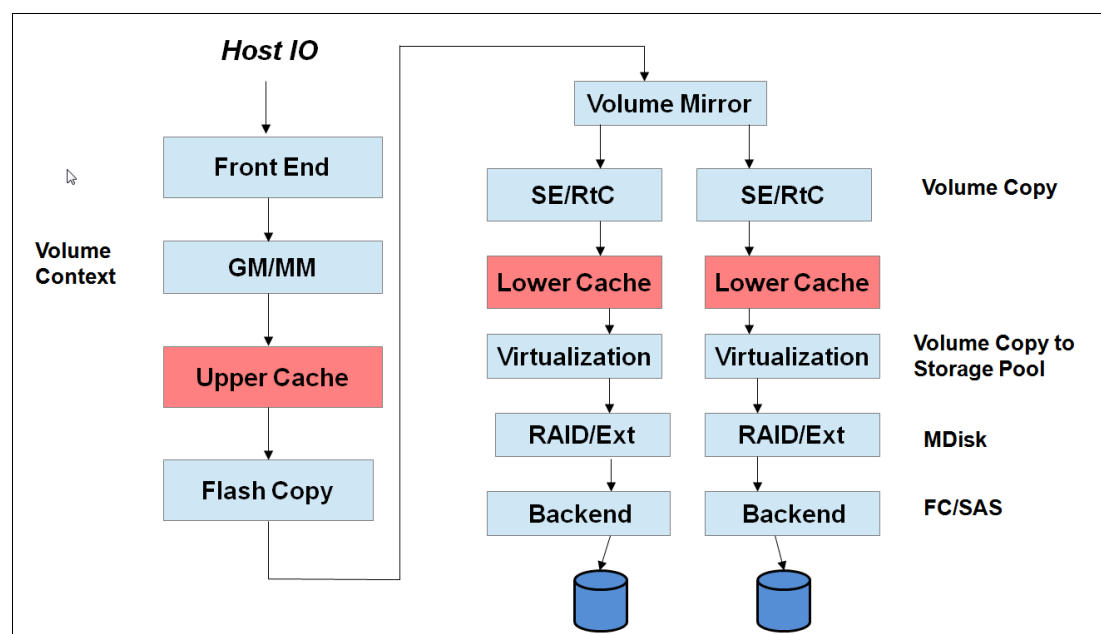 Host IO
Front End
Volume
Context
GM/MM
Upper Cache
Flash Copy
Volume Mirror
SE/RtC
SE/RtC
Volume Copy
Lower Cache
Lower Cache
Virtualization
Virtualization
Volume Copy to
Storage Pool
RAID/Ext
RAID/Ext
MDisk
Backend
Backend
FC/SAS